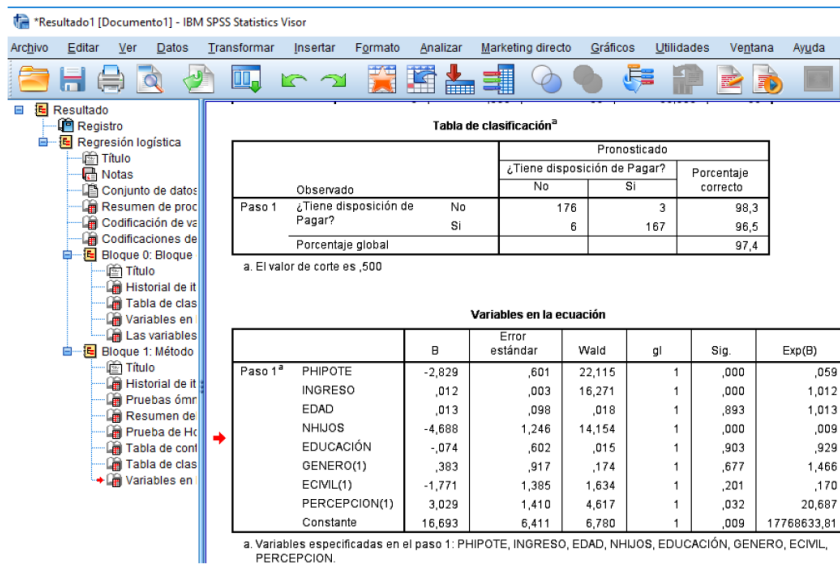 *Resultado1 [Documento1] - IBM SPSS Statistics Visor
Archivo Editar Ver Datos Transformar Insertar Formato Analizar Marketing directo Gráficos Utilidades Ventana Ayuda
Resultado
Registro
Regresión logística
Título
Notas
Conjunto de datos
Resumen de proc
Codificación de va
Codificaciones de
Bloque 0: Bloque
Título
Historial de it
Tabla de clas
Variables en
Las variables
Bloque 1: Método
Título
Historial de it
Pruebas ómn
Resumen de
Prueba de Ho
Tabla de cont
Tabla de clas
Variables en
Tabla de clasificaciónª
Pronosticado
¿Tiene disposición de Pagar? Porcentaje correcto
Observado No Si
Paso 1 ¿Tiene disposición de Pagar? No 176 3 98,3
Si 6 167 96,5
Porcentaje global 97,4
a. El valor de corte es ,500
Variables en la ecuación
B Error estándar Wald gl Sig. Exp(B)
Paso 1ª PHIPOTE -2,829 ,601 22,115 1 ,000 ,059
INGRESO ,012 ,003 16,271 1 ,000 1,012
EDAD ,013 ,098 ,018 1 ,893 1,013
NHIJOS -4,688 1,246 14,154 1 ,000 ,009
EDUCACIÓN -,074 ,602 ,015 1 ,903 ,929
GENERO(1) ,383 ,917 ,174 1 ,677 1,466
ECIVIL(1) -1,771 1,385 1,634 1 ,201 ,170
PERCEPCION(1) 3,029 1,410 4,617 1 ,032 20,687
Constante 16,693 6,411 6,780 1 ,009 17768633,81
a. Variables especificadas en el paso 1: PHIPOTE, INGRESO, EDAD, NHIJOS, EDUCACIÓN, GENERO, ECIVIL,
PERCEPCION.